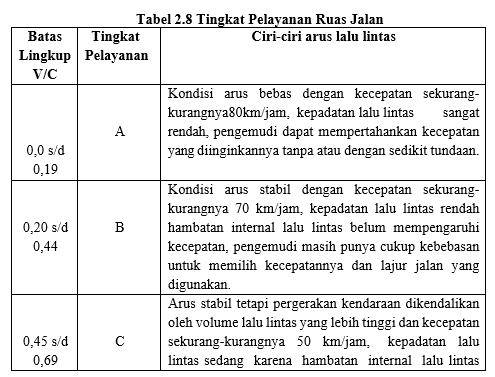 Tabel 2.8 Tingkat Pelayanan Ruas Jalan
Batas
Lingkup
V/C
Tingkat
Pelayanan
Ciri-ciri arus lalu lintas
0,0 s/d
0,19
A
Kondisi arus bebas dengan kecepatan sekurang-
kurangnya80km/jam, kepadatan lalu lintas sangat
rendah, pengemudi dapat mempertahankan kecepatan
yang diinginkannya tanpa atau dengan sedikit tundaan.
0,20 s/d
0,44
B
Kondisi arus stabil dengan kecepatan sekurang-
kurangnya 70 km/jam, kepadatan lalu lintas rendah
hambatan internal lalu lintas belum mempengaruhi
kecepatan, pengemudi masih punya cukup kebebasan
untuk memilih kecepatannya dan lajur jalan yang
digunakan.
0,45 s/d
0,69
C
Arus stabil tetapi pergerakan kendaraan dikendalikan
oleh volume lalu lintas yang lebih tinggi dan kecepatan
sekurang-kurangnya 50 km/jam, kepadatan lalu
lintas sedang karena hambatan internal lalu lintas